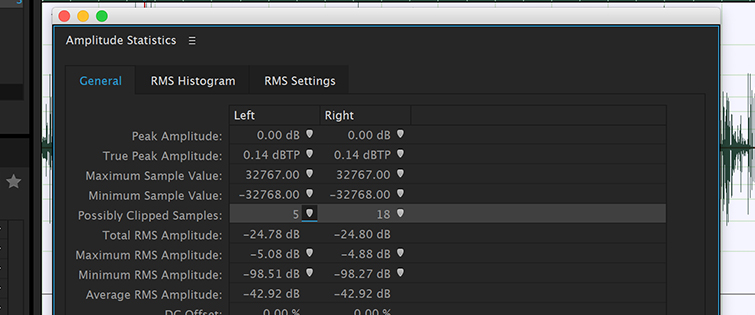 Amplitude Statistics
General RMS Histogram RMS Settings
Left Right
Peak Amplitude: 0.00 dB 0.00 dB
True Peak Amplitude: 0.14 dBTP 0.14 dBTP
Maximum Sample Value: 32767.00 32767.00
Minimum Sample Value: -32768.00 -32768.00
Possibly Clipped Samples: 5 18
Total RMS Amplitude: -24.78 dB -24.80 dB
Maximum RMS Amplitude: -5.08 dB -4.88 dB
Minimum RMS Amplitude: -98.51 dB -98.27 dB
Average RMS Amplitude: -42.92 dB -42.92 dB
DC Offset: 0.00 % 0.00 %